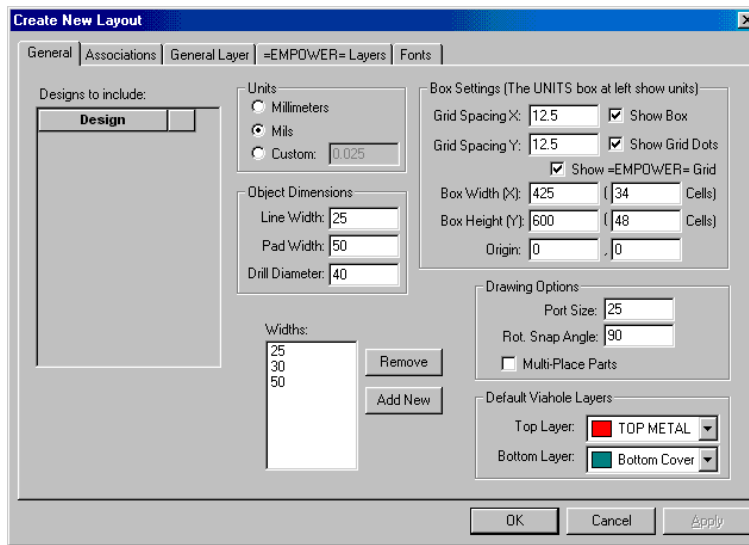 Create New Layout
General Associations General Layer =EMPOWER= Layers Fonts
Designs to include:
Design
Units
Millimeters
Mils
Custom: 0.025
Object Dimensions
Line Width: 25
Pad Width: 50
Drill Diameter: 40
Widths:
25
30
50
Remove
Add New
Box Settings (The UNITS box at left show units)
Grid Spacing X: 12.5 Show Box
Grid Spacing Y: 12.5 Show Grid Dots
Show =EMPOWER= Grid
Box Width (X): 425 ( 34 Cells)
Box Height (Y): 600 ( 48 Cells)
Origin: 0 , 0
Drawing Options
Port Size: 25
Rot. Snap Angle: 90
Multi-Place Parts
Default Viahole Layers
Top Layer: TOP METAL
Bottom Layer: Bottom Cover
OK Cancel Apply